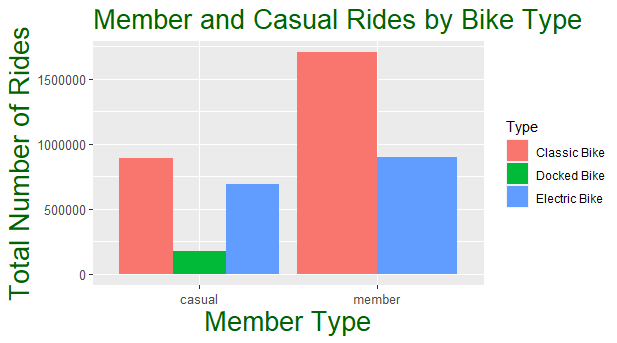 Member and Casual Rides by Bike Type
Total Number of Rides
1500000
1000000
500000
0
casual
member
Member Type
Type
Classic Bike
Docked Bike
Electric Bike